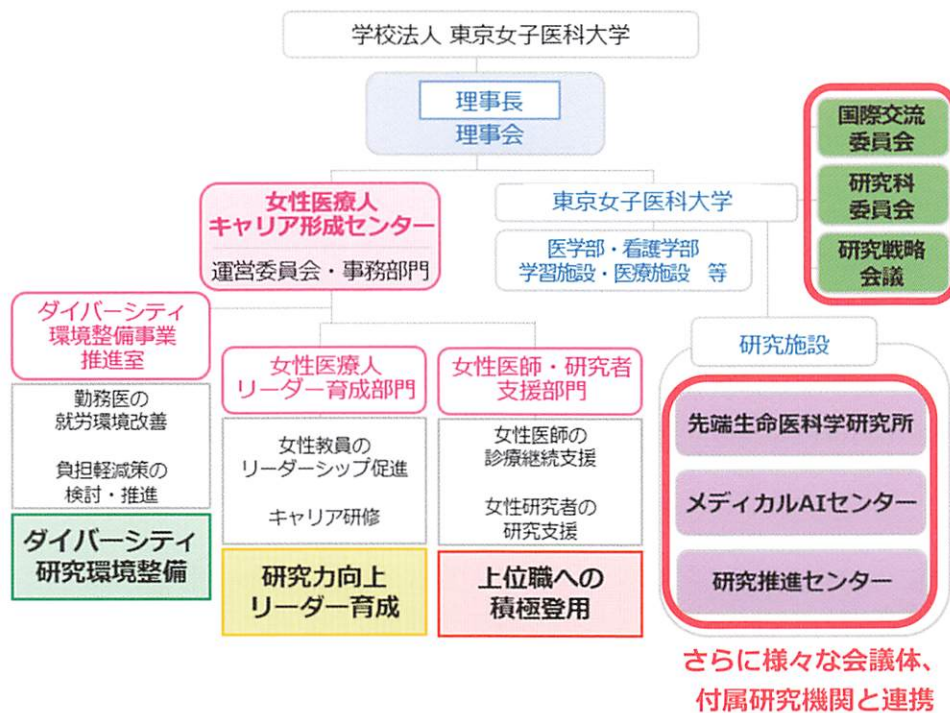 学校法人 東京女子医科大学
理事長
理事会
国際交流
委員会
研究科
委員会
研究戦略
会議
女性医療人
キャリア形成センター
運営委員会・事務部門
東京女子医科大学
医学部・看護学部
学習施設・医療施設 等
ダイバーシティ
環境整備事業
推進室
勤務医の
就労環境改善
負担軽減策の
検討・推進
ダイバーシティ
研究環境整備
女性医療人
リーダー育成部門
女性教員の
リーダーシップ促進
キャリア研修
研究力向上
リーダー育成
女性医師・研究者
支援部門
女性医師の
診療継続支援
女性研究者の
研究支援
上位職への
積極登用
研究施設
先端生命医科学研究所
メディカルAIセンター
研究推進センター
さらに様々な会議体、
付属研究機関と連携